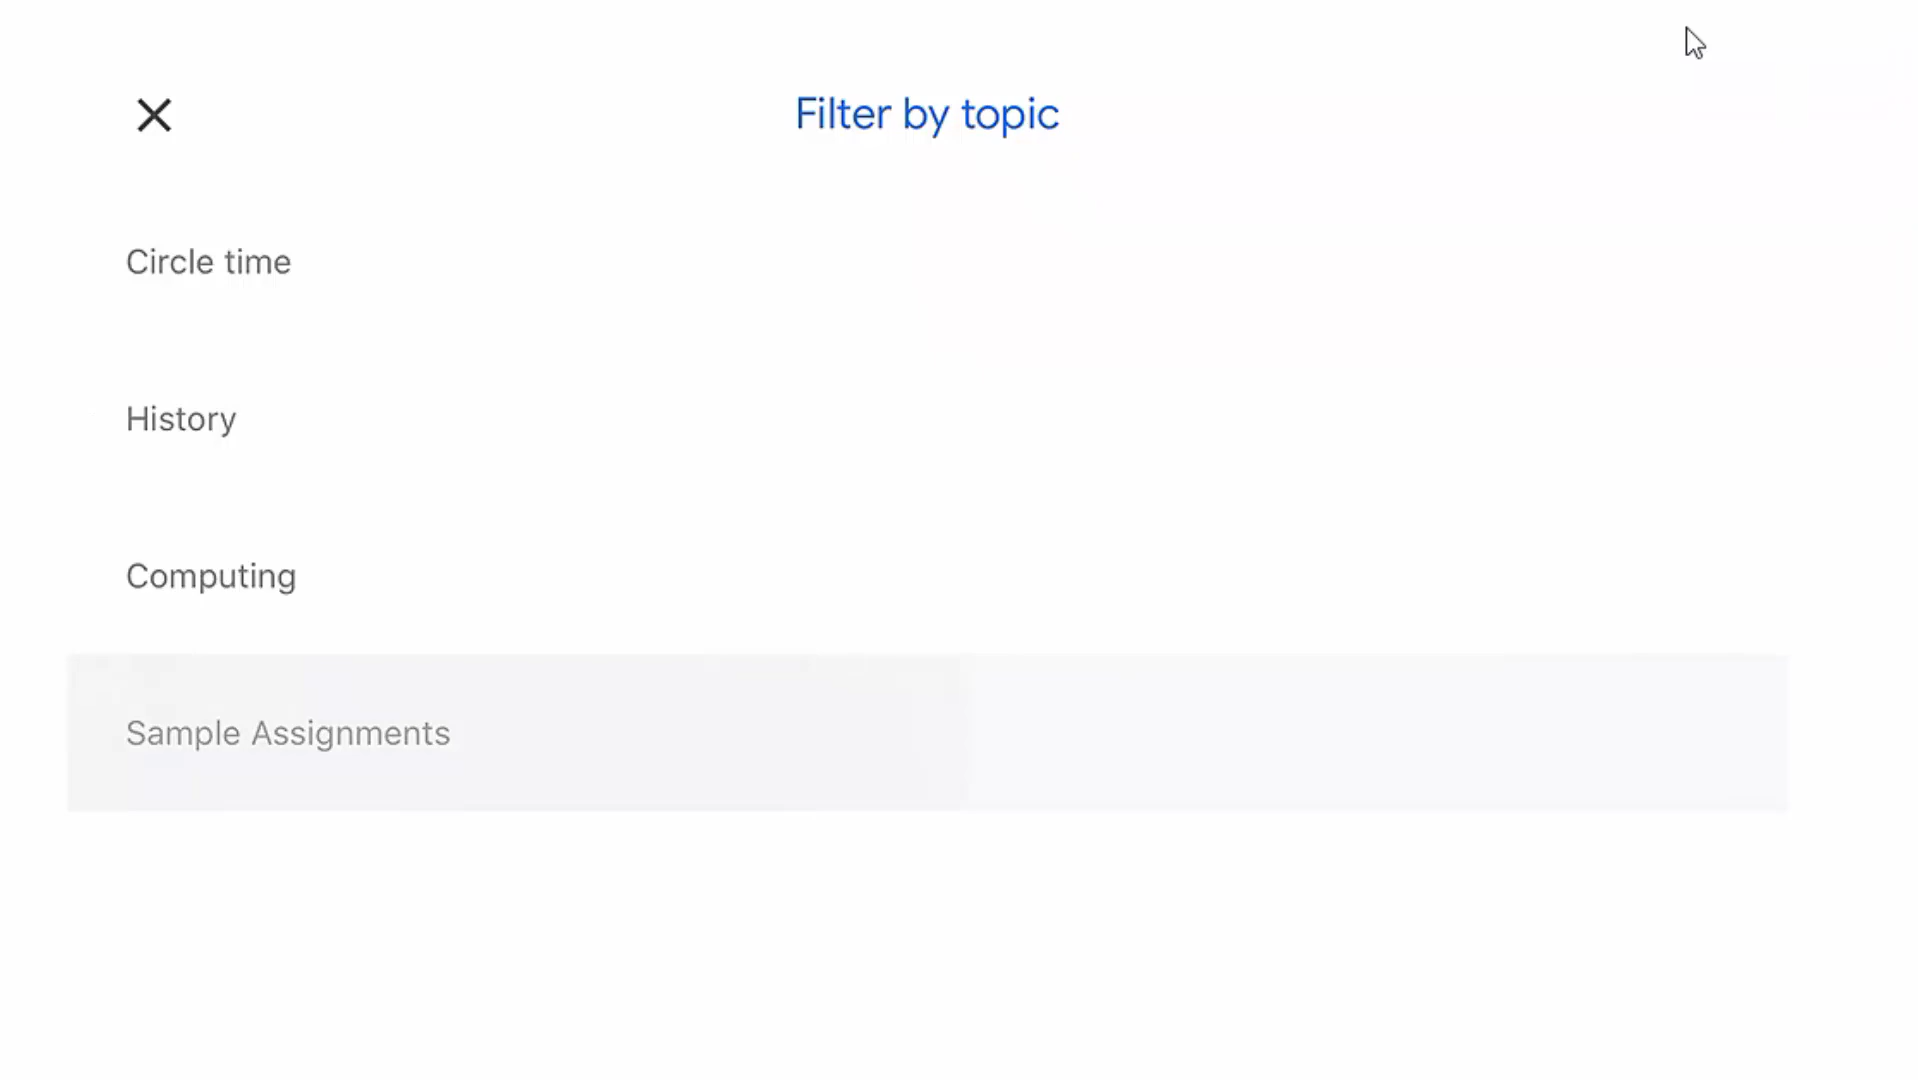 Filter by topic
Circle time
History
Computing
Sample Assignments